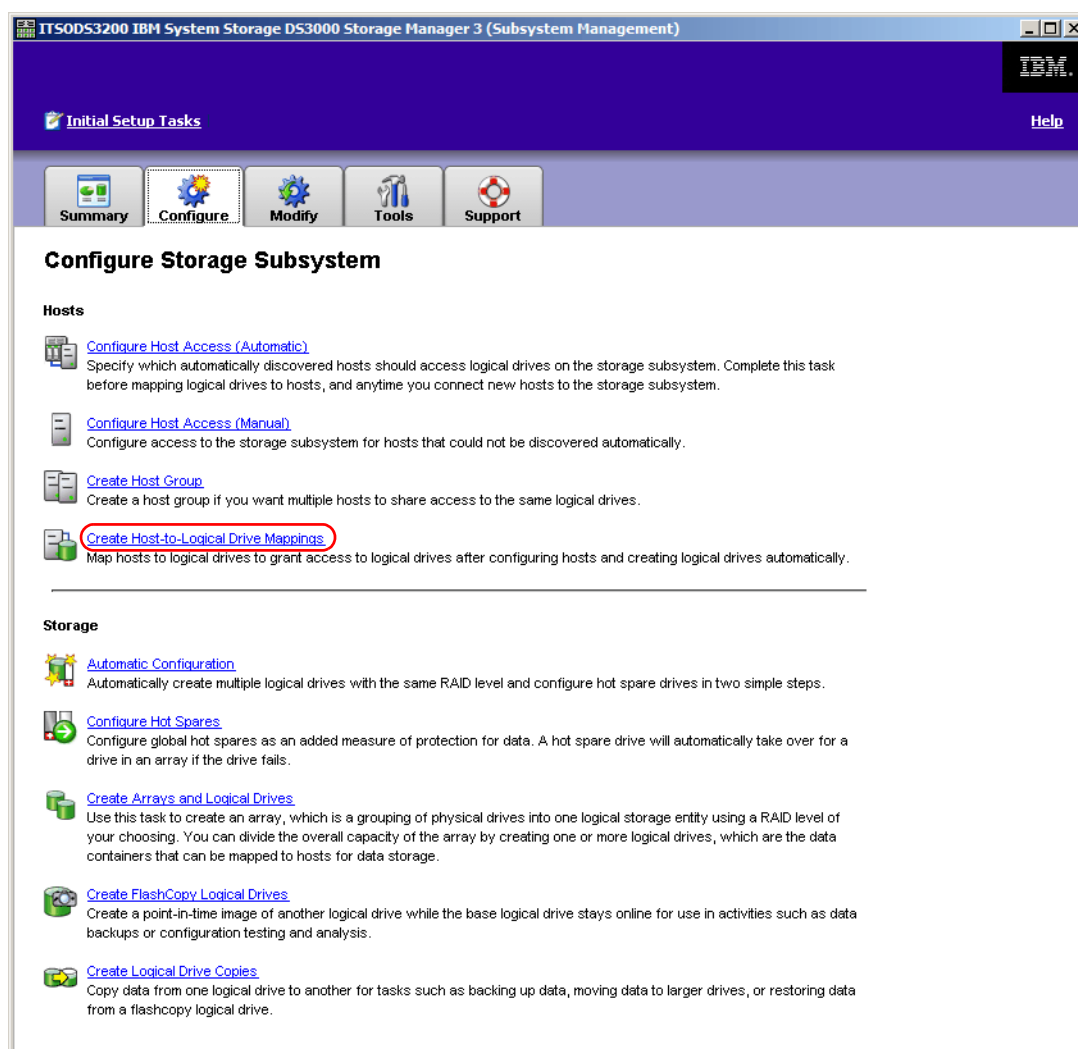 ITSODS3200 IBM System Storage DS3000 Storage Manager 3 (Subsystem Management)
IBM.
Initial Setup Tasks
Help
Summary
Configure
Modify
Tools
Support
Configure Storage Subsystem
Hosts
Configure Host Access (Automatic)
Specify which automatically discovered hosts should access logical drives on the storage subsystem. Complete this task
before mapping logical drives to hosts, and anytime you connect new hosts to the storage subsystem.
Configure Host Access (Manual)
Configure access to the storage subsystem for hosts that could not be discovered automatically.
Create Host Group
Create a host group if you want multiple hosts to share access to the same logical drives.
Create Host-to-Logical Drive Mappings
Map hosts to logical drives to grant access to logical drives after configuring hosts and creating logical drives automatically.
Storage
Automatic Configuration
Automatically create multiple logical drives with the same RAID level and configure hot spare drives in two simple steps.
Configure Hot Spares
Configure global hot spares as an added measure of protection for data. A hot spare drive will automatically take over for a
drive in an array if the drive fails.
Create Arrays and Logical Drives
Use this task to create an array, which is a grouping of physical drives into one logical storage entity using a RAID level of
your choosing. You can divide the overall capacity of the array by creating one or more logical drives, which are the data
containers that can be mapped to hosts for data storage.
Create FlashCopy Logical Drives
Create a point-in-time image of another logical drive while the base logical drive stays online for use in activities such as data
backups or configuration testing and analysis.
Create Logical Drive Copies
Copy data from one logical drive to another for tasks such as backing up data, moving data to larger drives, or restoring data
from a flashcopy logical drive.